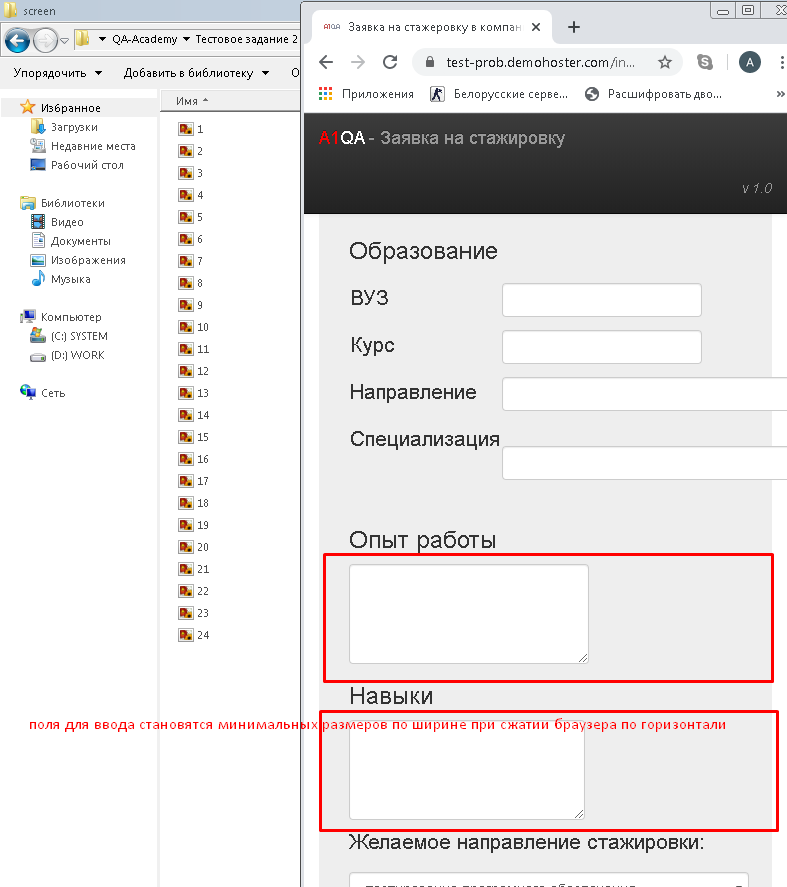 screen
QA-Academy Тестовое задание 2
Упорядочить Добавить в библиотеку О
Избранное
Загрузки
Недавние места
Рабочий стол
Библиотеки
Видео
Документы
Изображения
Музыка
Компьютер
(C:) SYSTEM
(D:) WORK
Сеть
Имя
1
2
3
4
5
6
7
8
9
10
11
12
13
14
15
16
17
18
19
20
21
22
23
24
A1QA Заявка на стажеровку в компан
test-prob.demohoster.com/in... A
Приложения Белорусские серве... Расшифровать дво... »
A1QA - Заявка на стажировку
v 1.0
Образование
ВУЗ
Курс
Направление
Специализация
Опыт работы
Навыки
поля для ввода становятся минимальных размеров по ширине при сжатии браузера по горизонтали
Желаемое направление стажировки: